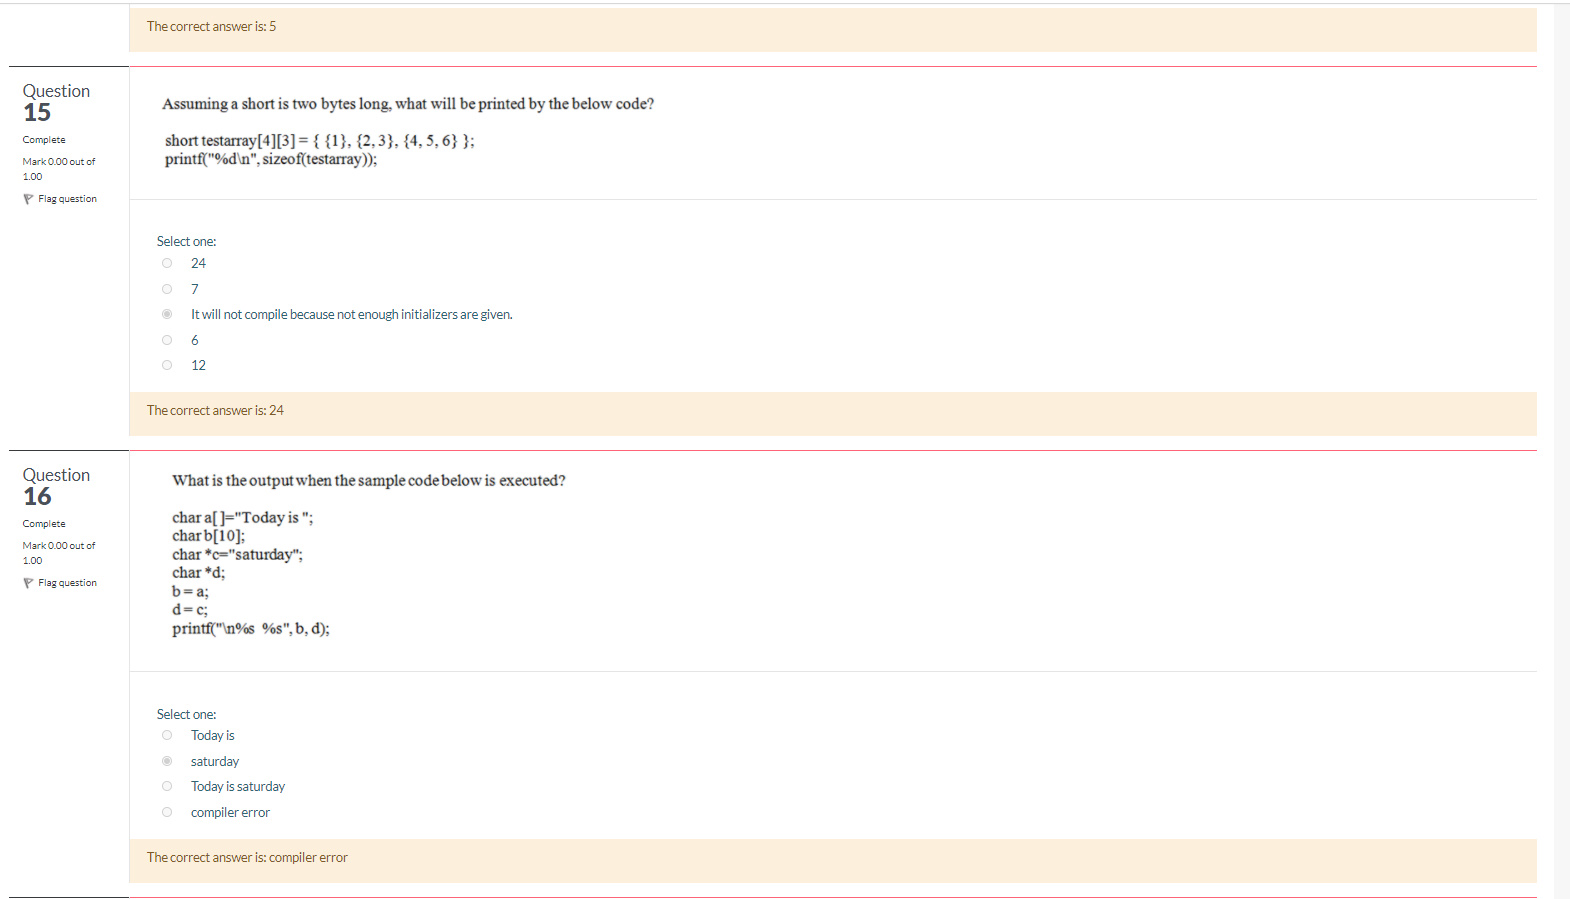 The correct answer is: 5
Question
15
Complete
Mark 0.00 out of
1.00
Flag question
Assuming a short is two bytes long, what will be printed by the below code?
short testarray[4][3] = { {1}, {2, 3}, {4, 5, 6} };
printf("%d\n", sizeof(testarray));
Select one:
24
7
It will not compile because not enough initializers are given.
6
12
The correct answer is: 24
Question
16
Complete
Mark 0.00 out of
1.00
Flag question
What is the output when the sample code below is executed?
char a[ ]="Today is ";
char b[10];
char *c="saturday";
char *d;
b = a;
d = c;
printf("\n%s  %s", b, d);
Select one:
Today is
saturday
Today is saturday
compiler error
The correct answer is: compiler error